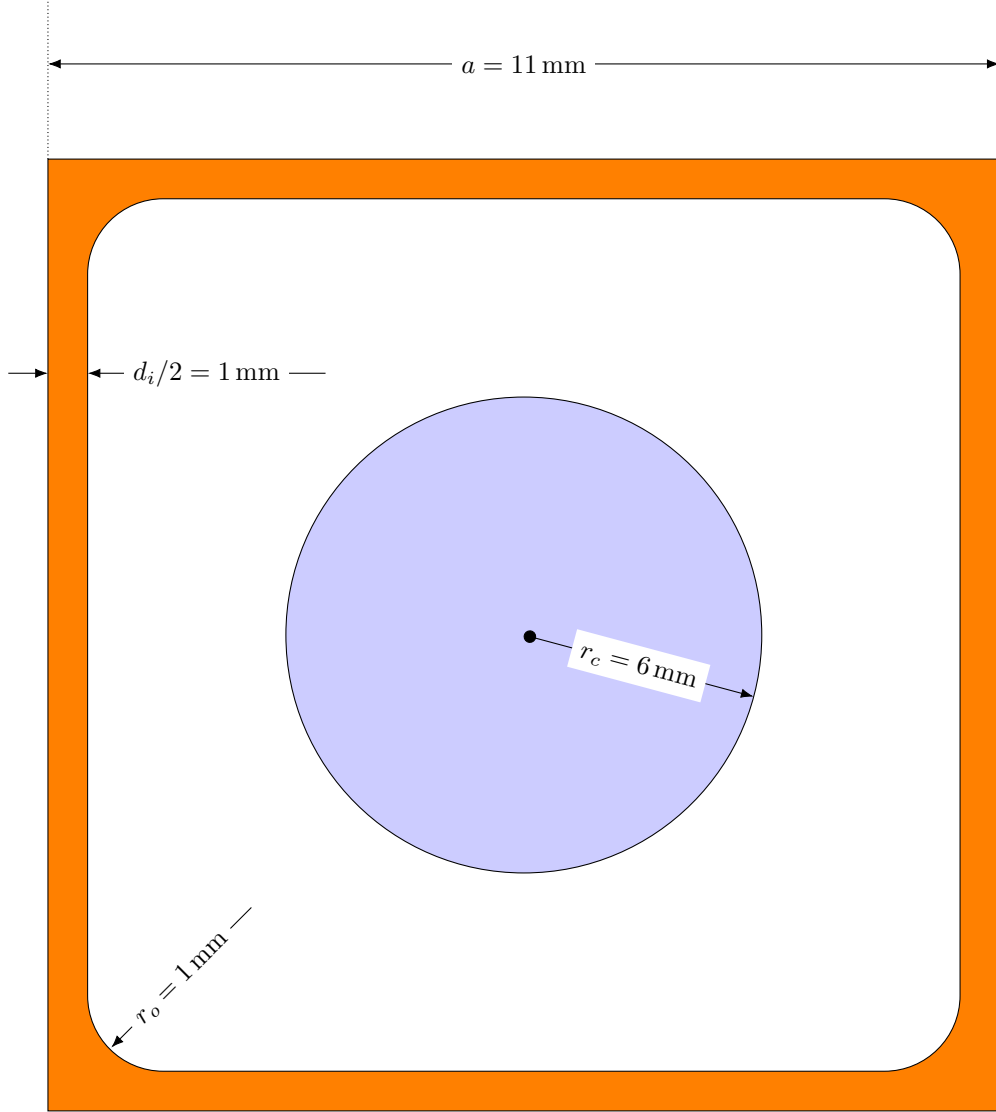 a = 11 mm
d_i/2 = 1 mm
r_c = 6 mm
r_o = 1 mm